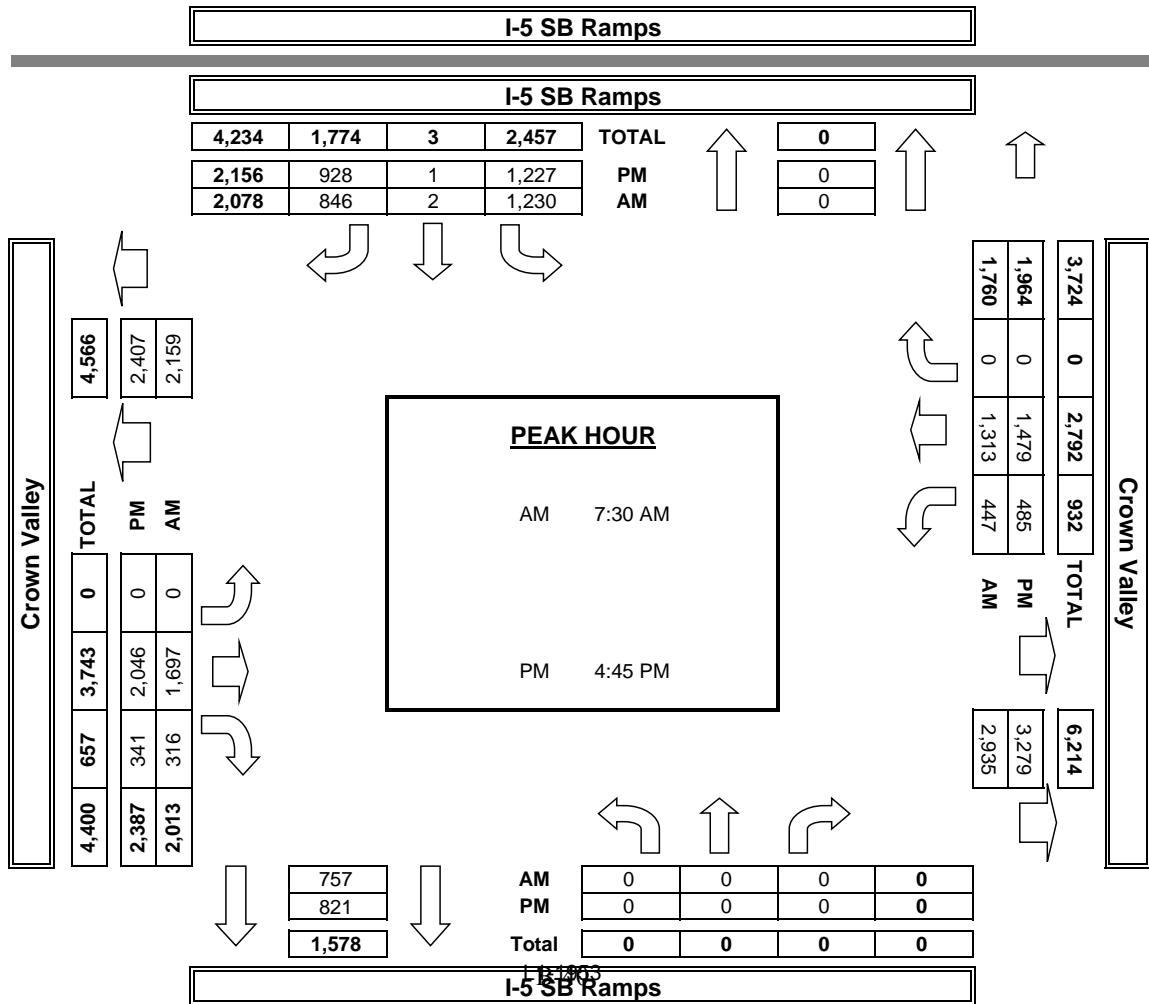 I-5 SB Ramps
I-5 SB Ramps
4,234 1,774 3 2,457 TOTAL 0
2,156 928 1 1,227 PM 0
2,078 846 2 1,230 AM 0
Crown Valley
4,566
2,407
2,159
TOTAL PM AM
0 0 0
3,743 2,046 1,697
657 341 316
4,400 2,387 2,013
PEAK HOUR
AM 7:30 AM
PM 4:45 PM
1,760 1,964 3,724
0 0 0
1,313 1,479 2,792
447 485 932
AM PM TOTAL
2,935 3,279 6,214
Crown Valley
757 AM 0 0 0 0
821 PM 0 0 0 0
1,578 Total 0 0 0 0
I-5 SB Ramps